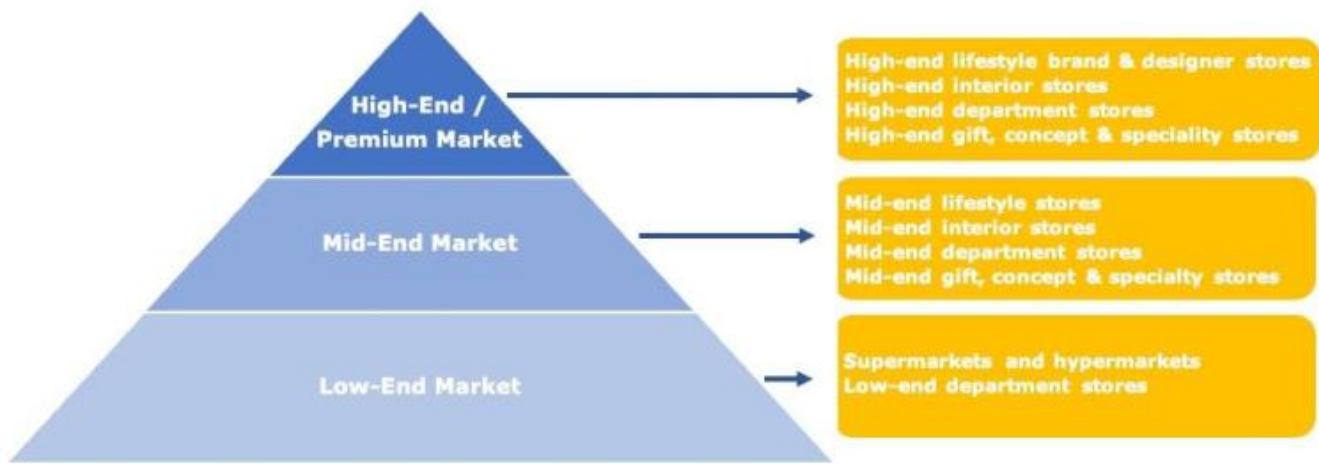 High-End /
Premium Market
High-end lifestyle brand & designer stores
High-end interior stores
High-end department stores
High-end gift, concept & speciality stores
Mid-End Market
Mid-end lifestyle stores
Mid-end interior stores
Mid-end department stores
Mid-end gift, concept & specialty stores
Low-End Market
Supermarkets and hypermarkets
Low-end department stores